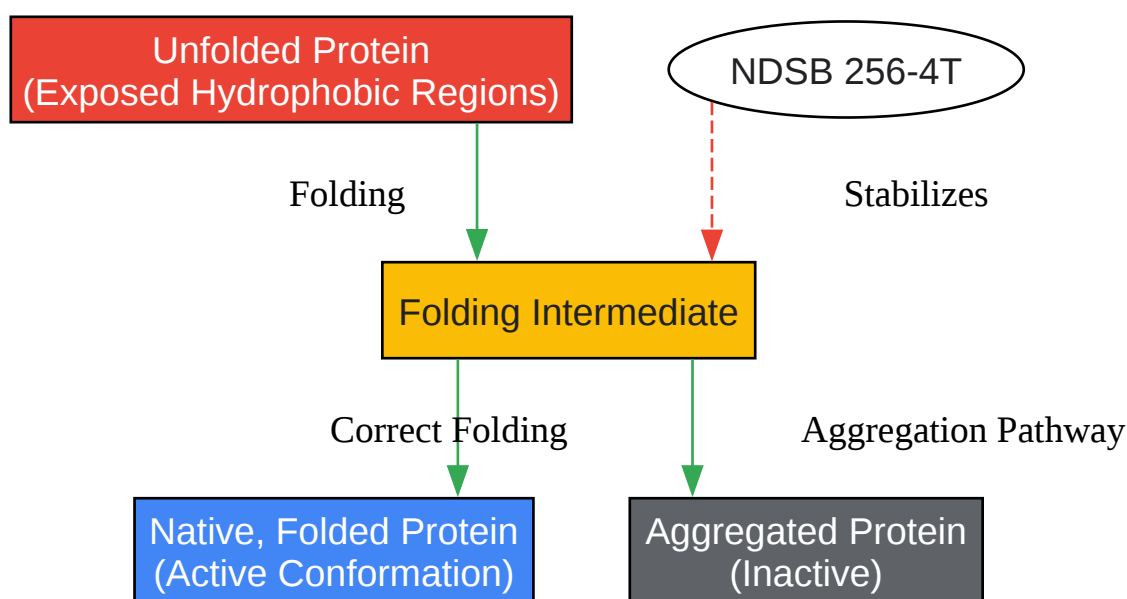 Unfolded Protein
(Exposed Hydrophobic Regions)
NDSB 256-4T
Folding
Stabilizes
Folding Intermediate
Correct Folding
Aggregation Pathway
Native, Folded Protein
(Active Conformation)
Aggregated Protein
(Inactive)